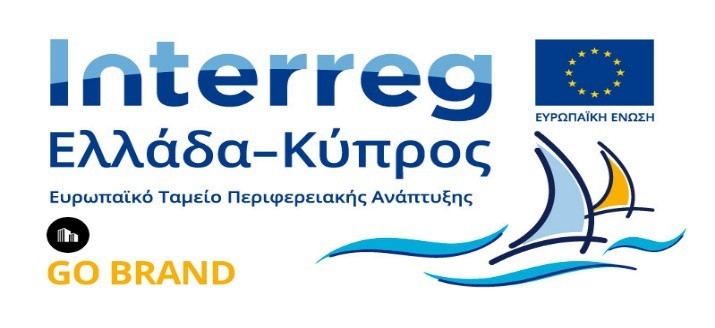 Interreg
ΕΥΡΩΠΑΪΚΗ ΕΝΩΣΗ
Ελλάδα–Κύπρος
Ευρωπαϊκό Ταμείο Περιφερειακής Ανάπτυξης
GO BRAND